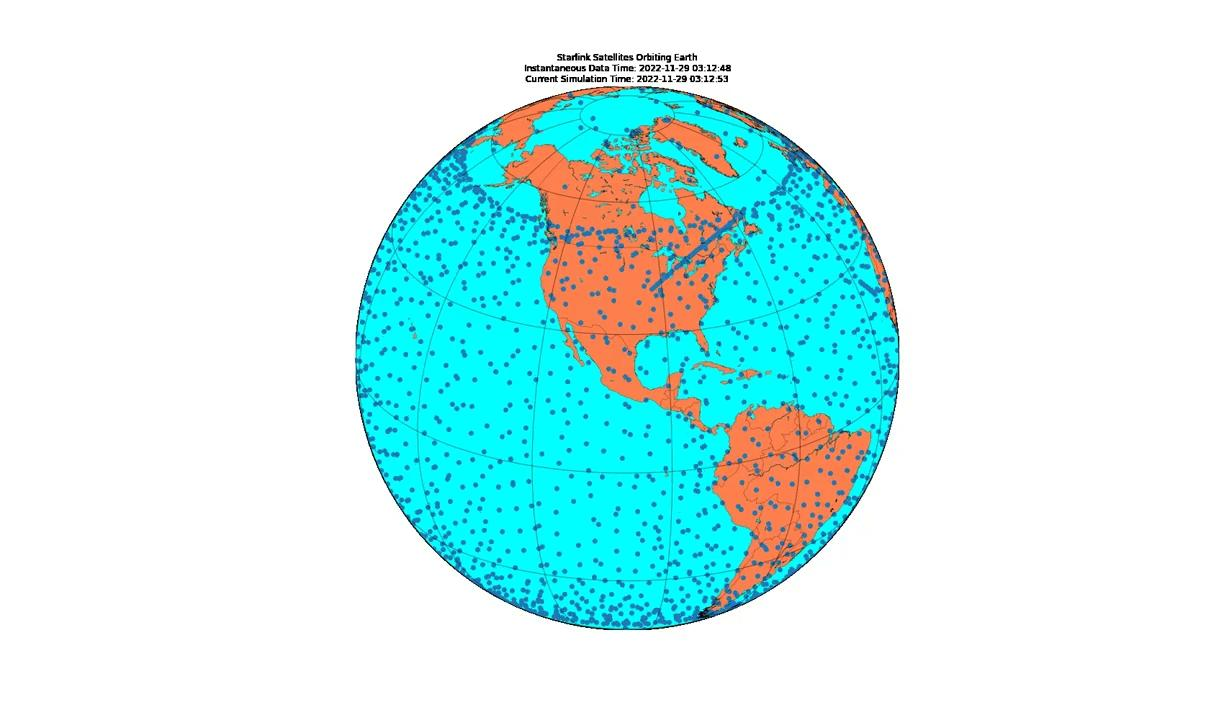 Starlink Satellites Orbiting Earth
Instantaneous Data Time: 2022-11-29 03:12:48
Current Simulation Time: 2022-11-29 03:12:53